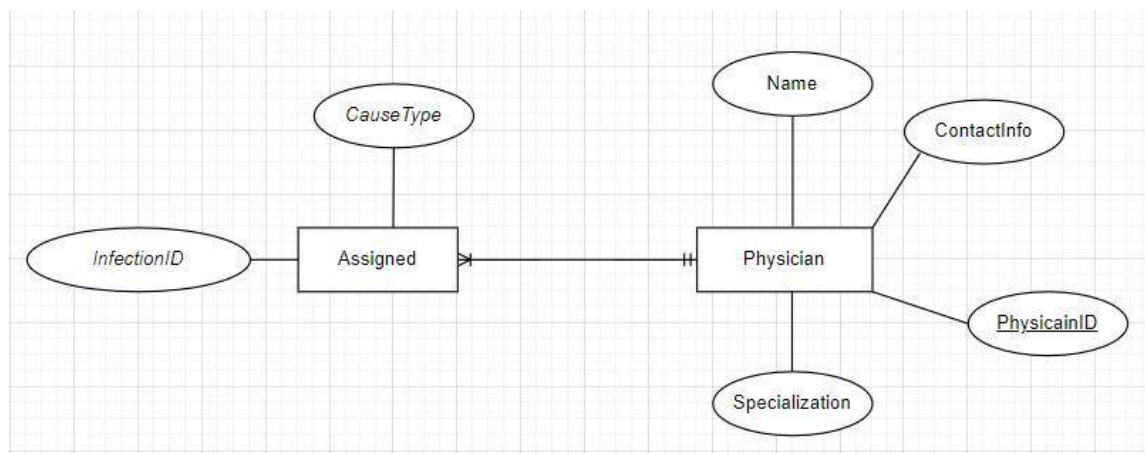 Name
CauseType
ContactInfo
InfectionID
Assigned
Physician
PhysicainID
Specialization